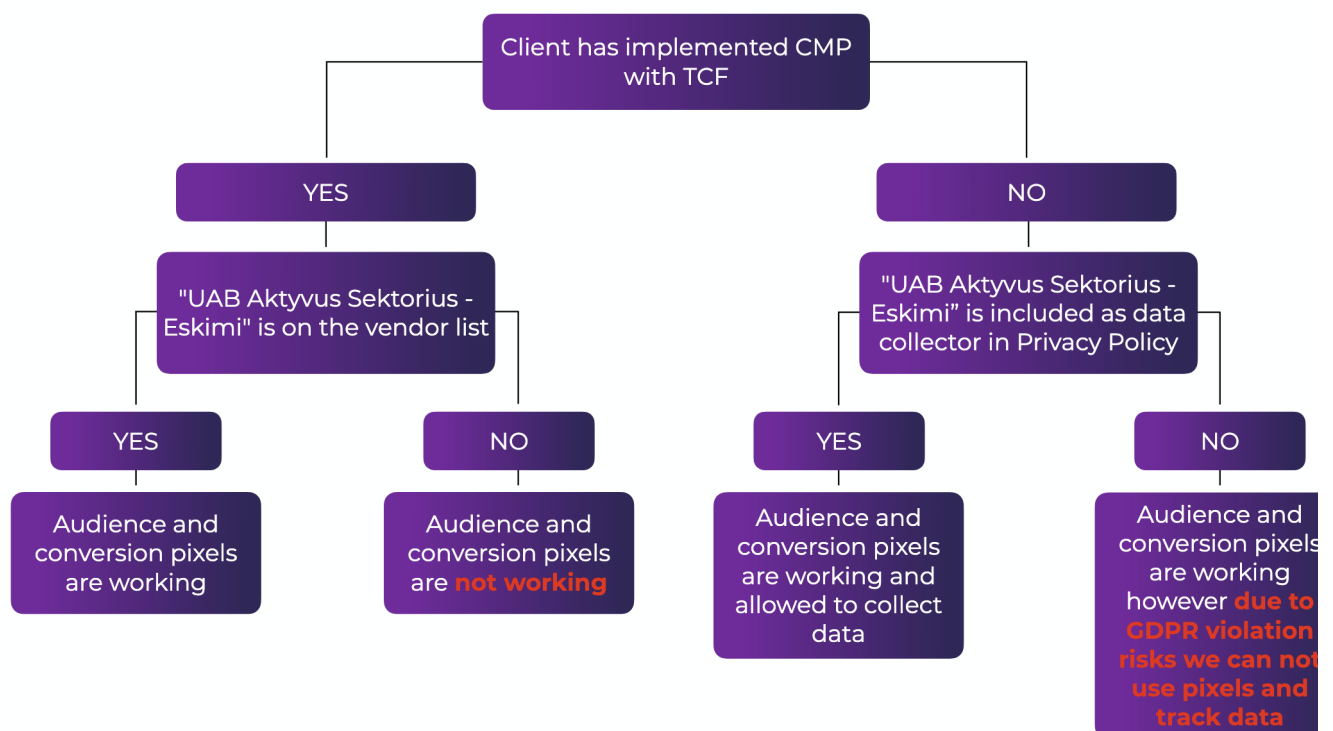 Client has implemented CMP
with TCF
YES
NO
"UAB Aktyvus Sektorius -
Eskimi" is on the vendor list
"UAB Aktyvus Sektorius -
Eskimi” is included as data
collector in Privacy Policy
YES
NO
YES
NO
Audience and
conversion pixels
are working
Audience and
conversion pixels
are not working
Audience and
conversion pixels
are working and
allowed to collect
data
Audience and
conversion pixels
are working
however due to
GDPR violation
risks we can not
use pixels and
track data